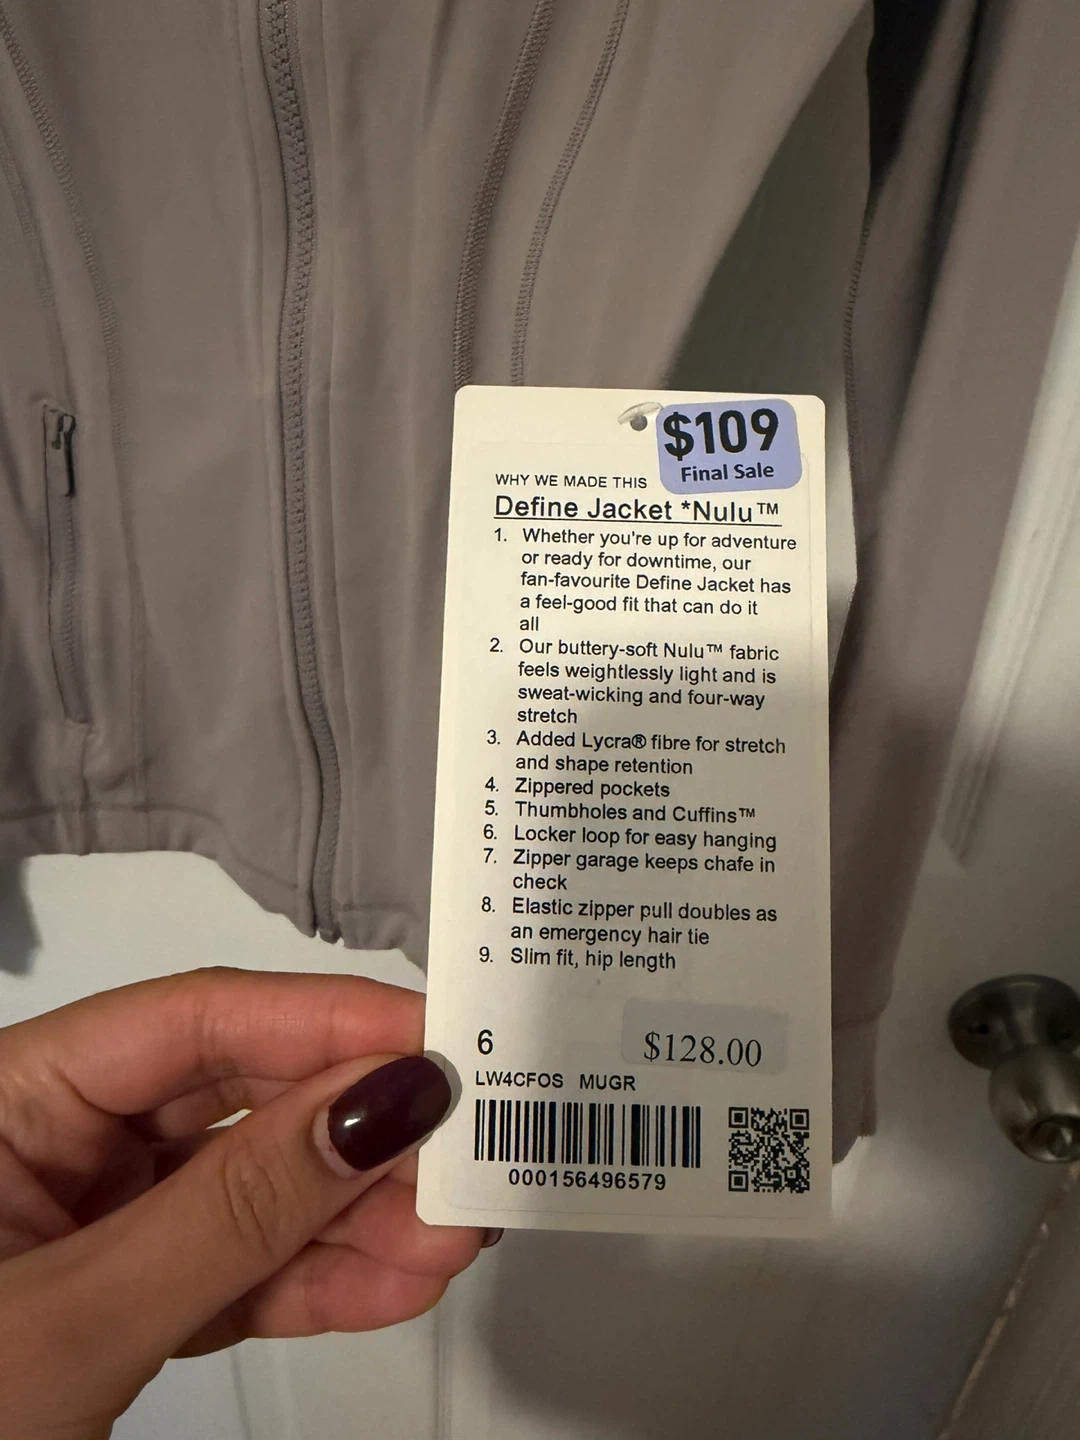 $109
Final Sale
WHY WE MADE THIS
Define Jacket *Nulu™
1. Whether you're up for adventure
or ready for downtime, our
fan-favourite Define Jacket has
a feel-good fit that can do it
all
2. Our buttery-soft Nulu™ fabric
feels weightlessly light and is
sweat-wicking and four-way
stretch
3. Added Lycra® fibre for stretch
and shape retention
4. Zippered pockets
5. Thumbholes and Cuffins™
6. Locker loop for easy hanging
7. Zipper garage keeps chafe in
check
8. Elastic zipper pull doubles as
an emergency hair tie
9. Slim fit, hip length
6 $128.00
LW4CFOS MUGR
000156496579